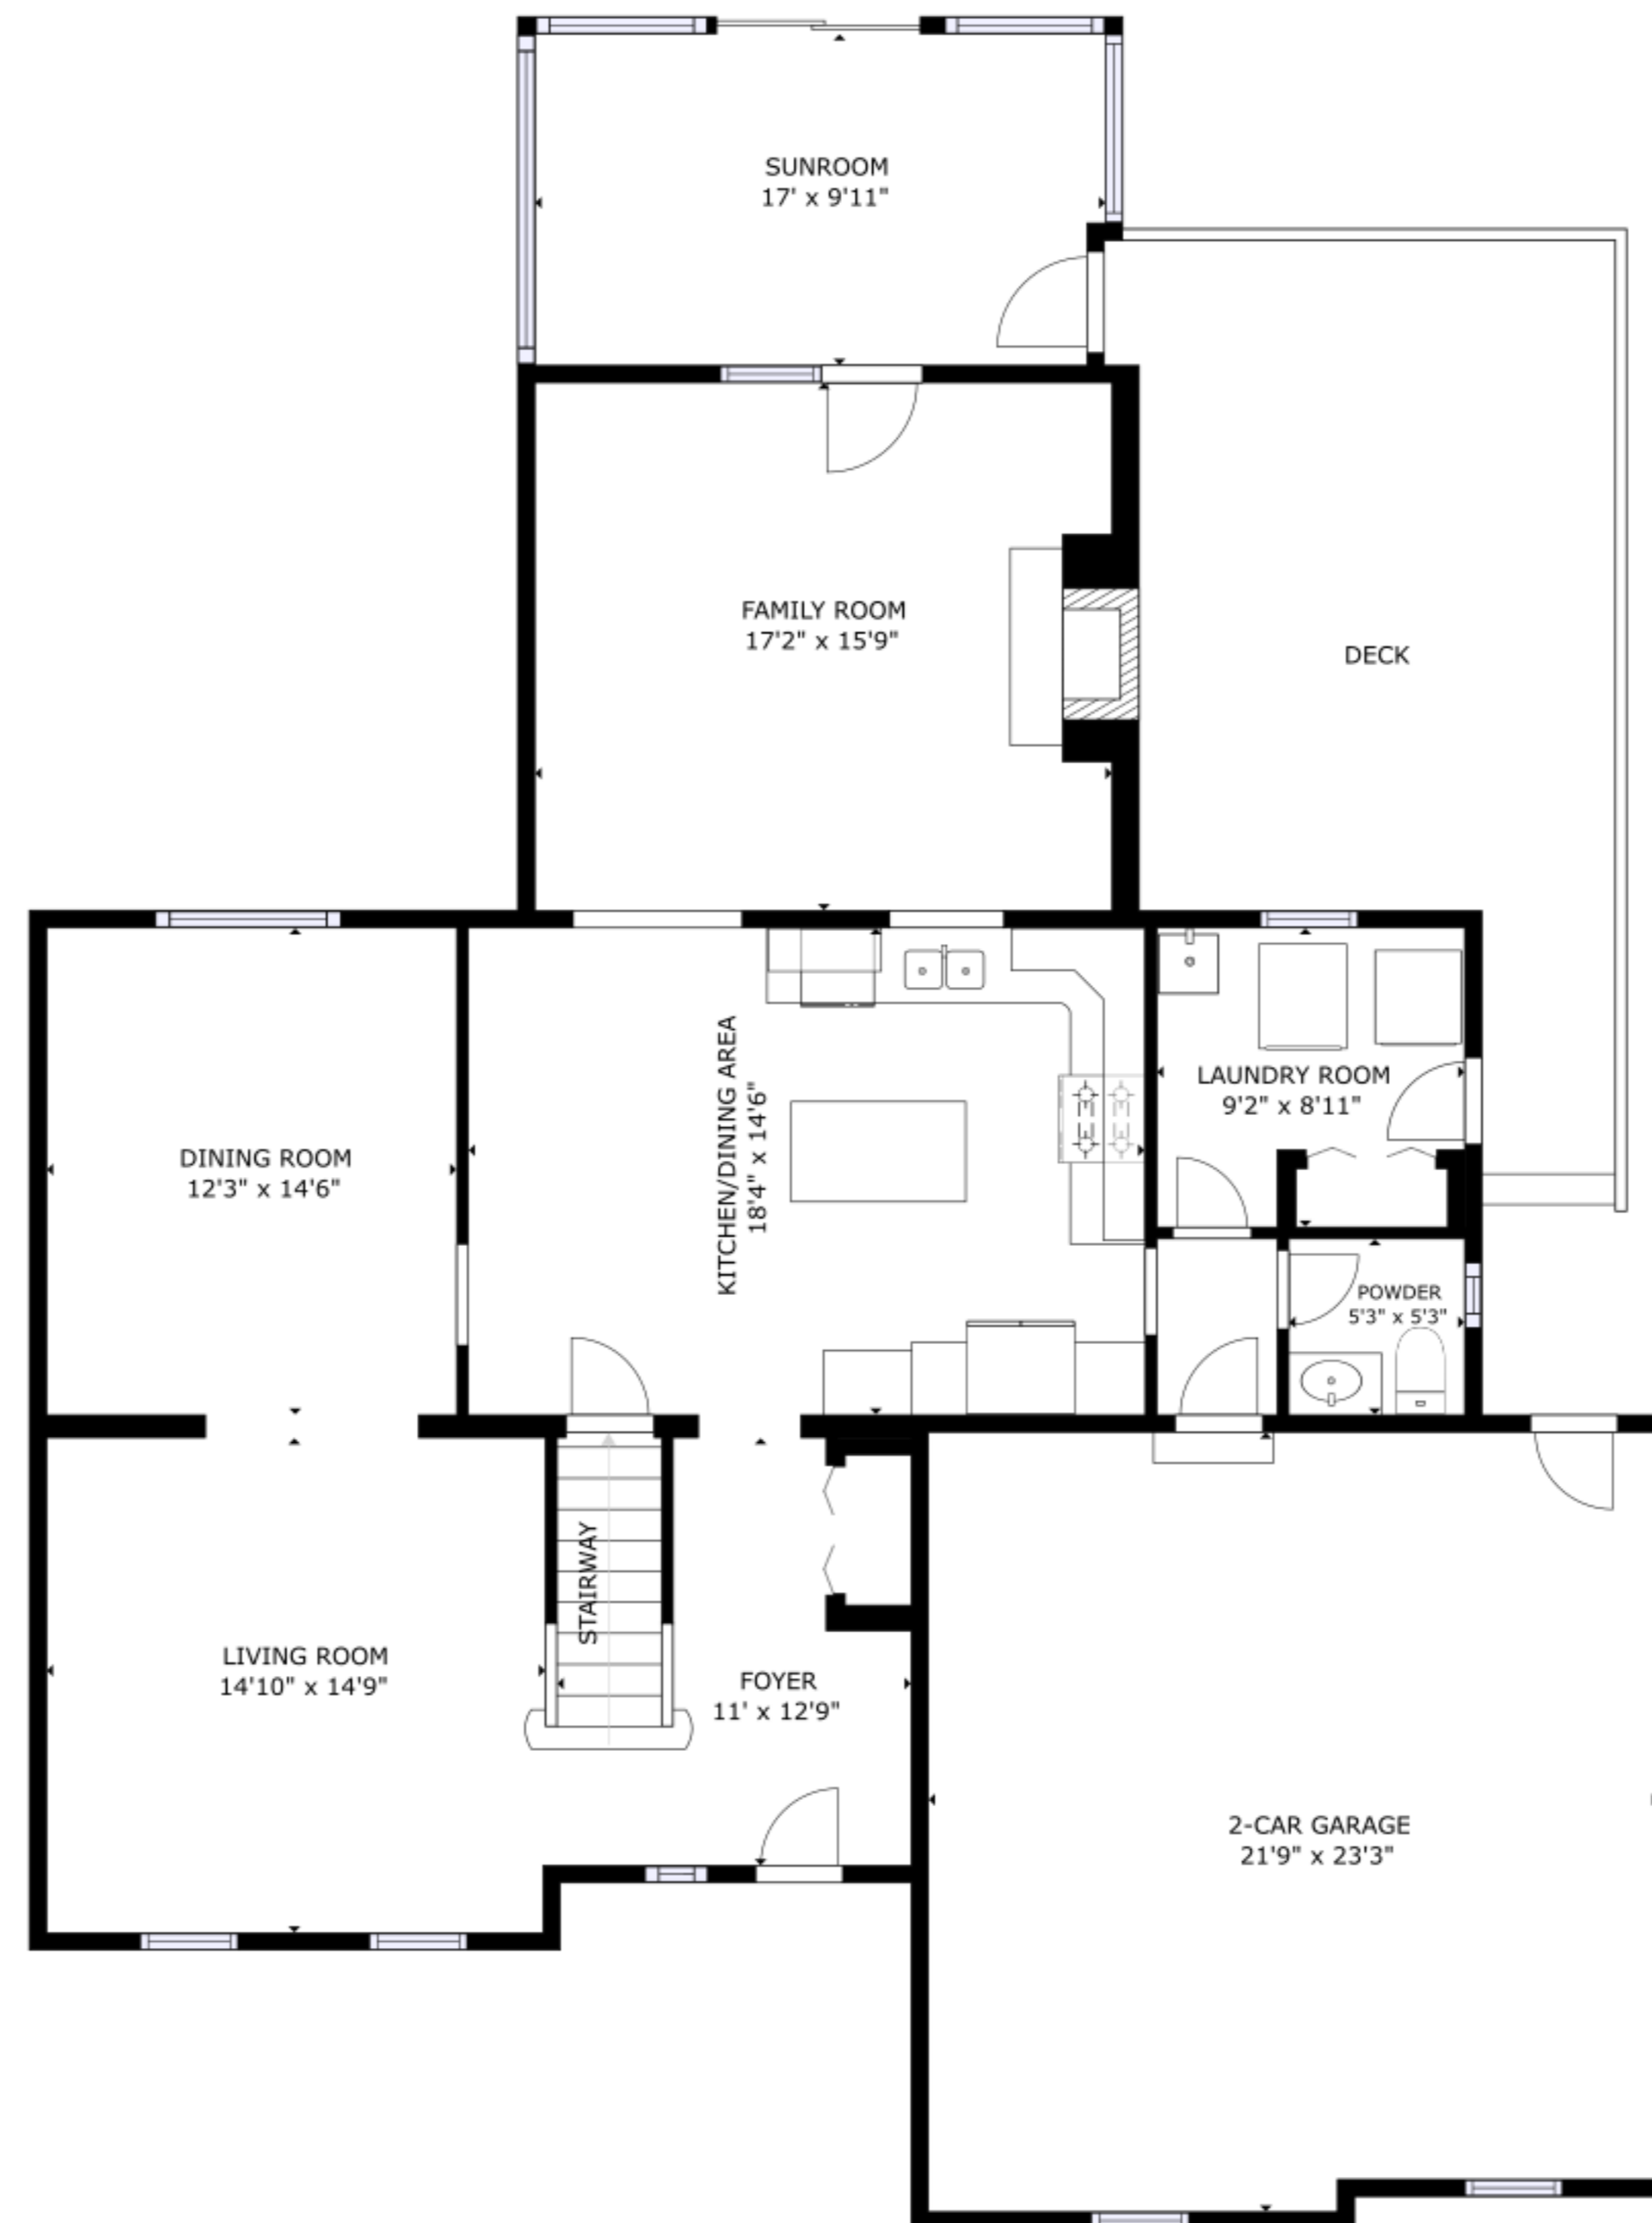 SUNROOM
17' x 9'11"
FAMILY ROOM
17'2" x 15'9"
DECK
DINING ROOM
12'3" x 14'6"
KITCHEN/DINING AREA
18'4" x 14'6"
LAUNDRY ROOM
9'2" x 8'11"
POWDER
5'3" x 5'3"
STAIRWAY
LIVING ROOM
14'10" x 14'9"
FOYER
11' x 12'9"
2-CAR GARAGE
21'9" x 23'3"